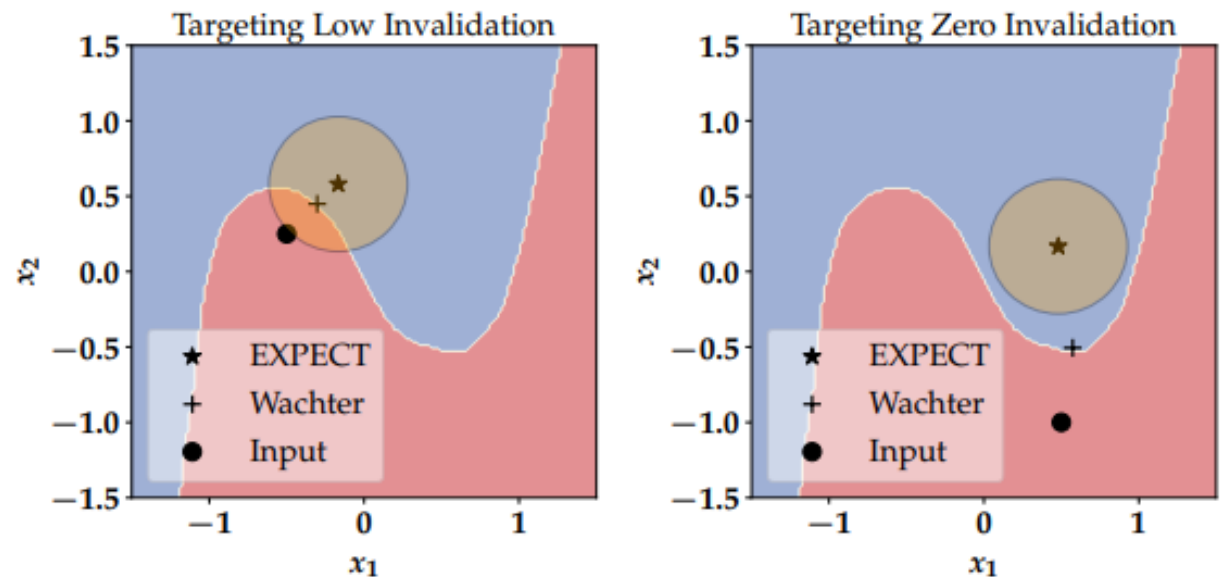 Targeting Low Invalidation
1.5
1.0
0.5
0.0
−0.5
−1.0
−1.5
x2
−1
0
1
x1
EXPECT
Wachter
Input
Targeting Zero Invalidation
1.5
1.0
0.5
0.0
−0.5
−1.0
−1.5
x2
−1
0
1
x1
EXPECT
Wachter
Input